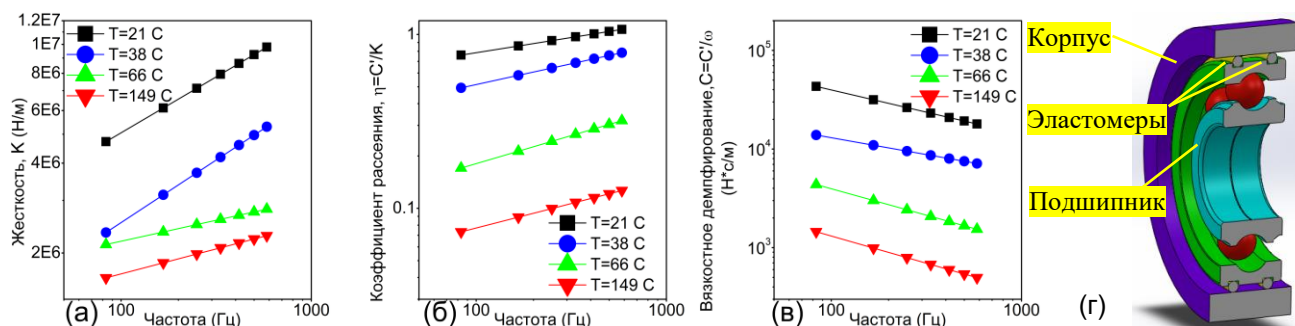 1.2E7
1E7
8E6
6E6
4E6
2E6
Жесткость, K (Н/м)
T=21 C
T=38 C
T=66 C
T=149 C
100
1000
(а)
Частота (Гц)
1
0.1
Коэффициент рассеяния, η=C'/K
T=21 C
T=38 C
T=66 C
T=149 C
100
1000
(б)
Частота (Гц)
10⁵
10⁴
10³
Вязкостное демпфирование,C=C'/ω
(Н*с/м)
T=21 C
T=38 C
T=66 C
T=149 C
100
1000
(в)
Частота (Гц)
Корпус
Эластомеры
Подшипник
(г)